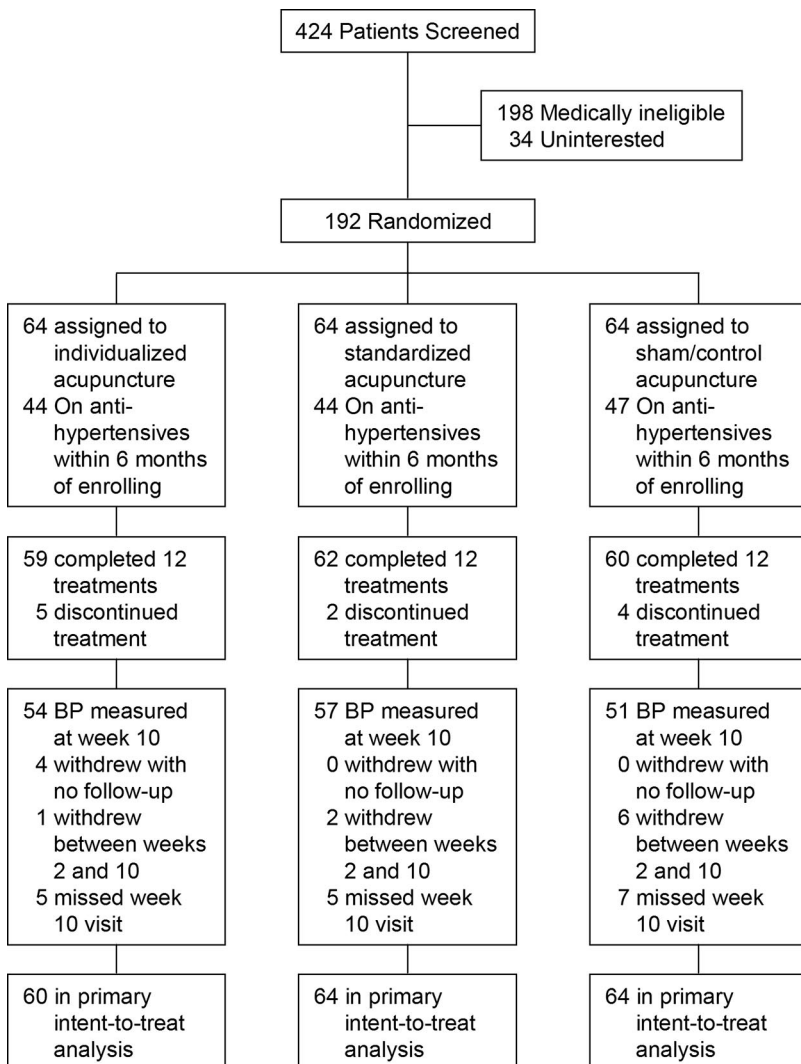 424 Patients Screened
198 Medically ineligible
34 Uninterested
192 Randomized
64 assigned to
individualized
acupuncture
44 On anti-
hypertensives
within 6 months
of enrolling
64 assigned to
standardized
acupuncture
44 On anti-
hypertensives
within 6 months
of enrolling
64 assigned to
sham/control
acupuncture
47 On anti-
hypertensives
within 6 months
of enrolling
59 completed 12
treatments
5 discontinued
treatment
62 completed 12
treatments
2 discontinued
treatment
60 completed 12
treatments
4 discontinued
treatment
54 BP measured
at week 10
4 withdrew with
no follow-up
1 withdrew
between weeks
2 and 10
5 missed week
10 visit
57 BP measured
at week 10
0 withdrew with
no follow-up
2 withdrew
between weeks
2 and 10
5 missed week
10 visit
51 BP measured
at week 10
0 withdrew with
no follow-up
6 withdrew
between weeks
2 and 10
7 missed week
10 visit
60 in primary
intent-to-treat
analysis
64 in primary
intent-to-treat
analysis
64 in primary
intent-to-treat
analysis